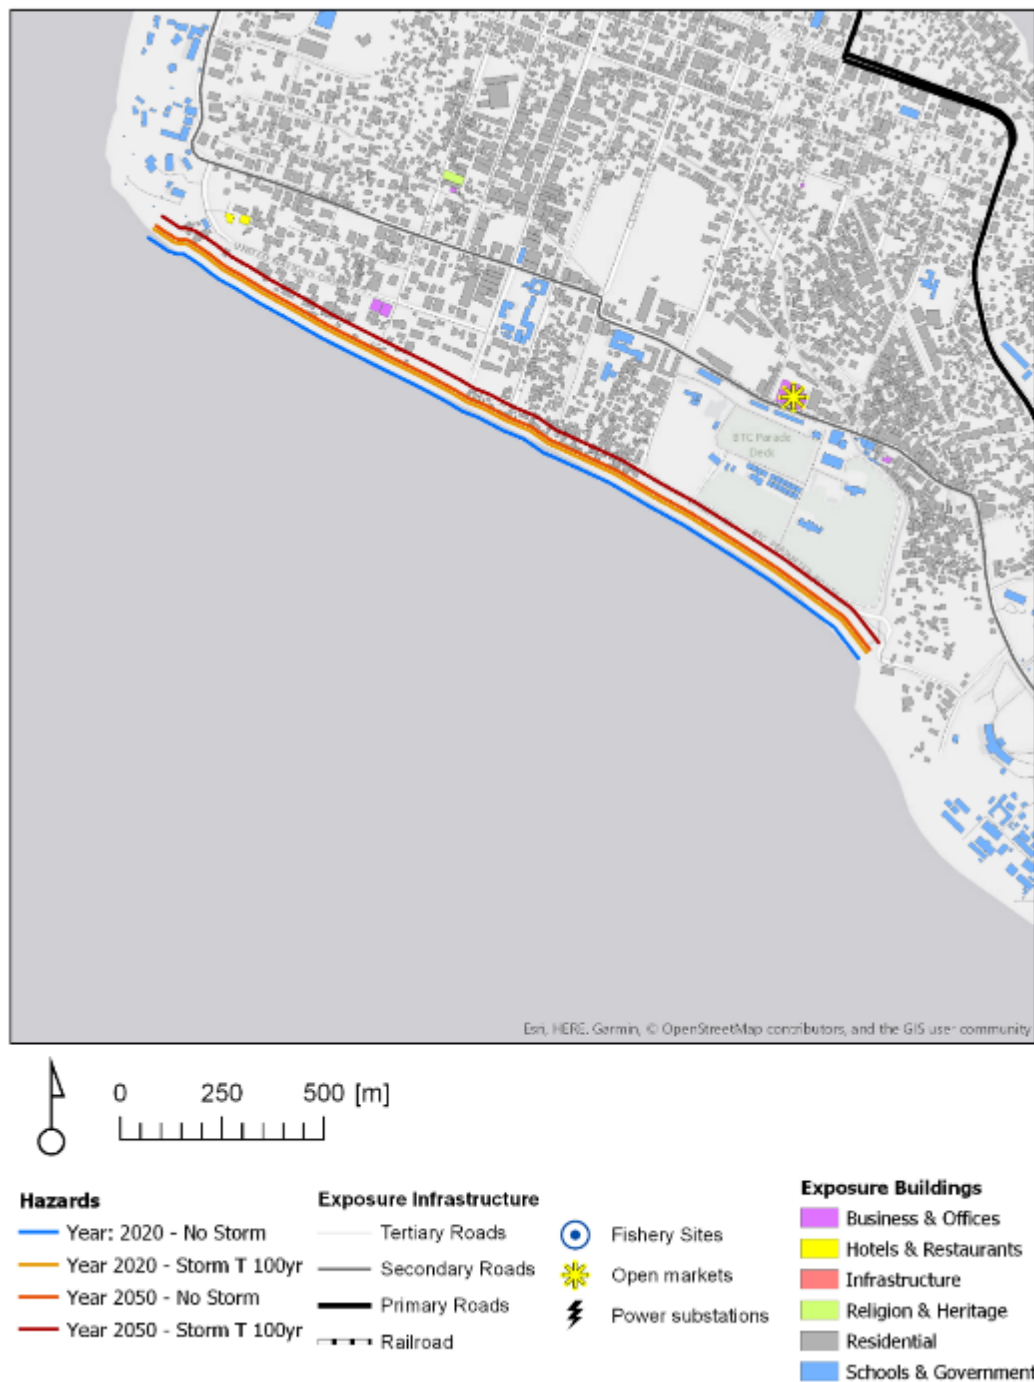 BTC Parade
Deck
Esri, HERE, Garmin, © OpenStreetMap contributors, and the GIS user community
0 250 500 [m]
Hazards
Year: 2020 - No Storm
Year 2020 - Storm T 100yr
Year 2050 - No Storm
Year 2050 - Storm T 100yr
Exposure Infrastructure
Tertiary Roads
Secondary Roads
Primary Roads
Railroad
Fishery Sites
Open markets
Power substations
Exposure Buildings
Business & Offices
Hotels & Restaurants
Infrastructure
Religion & Heritage
Residential
Schools & Government